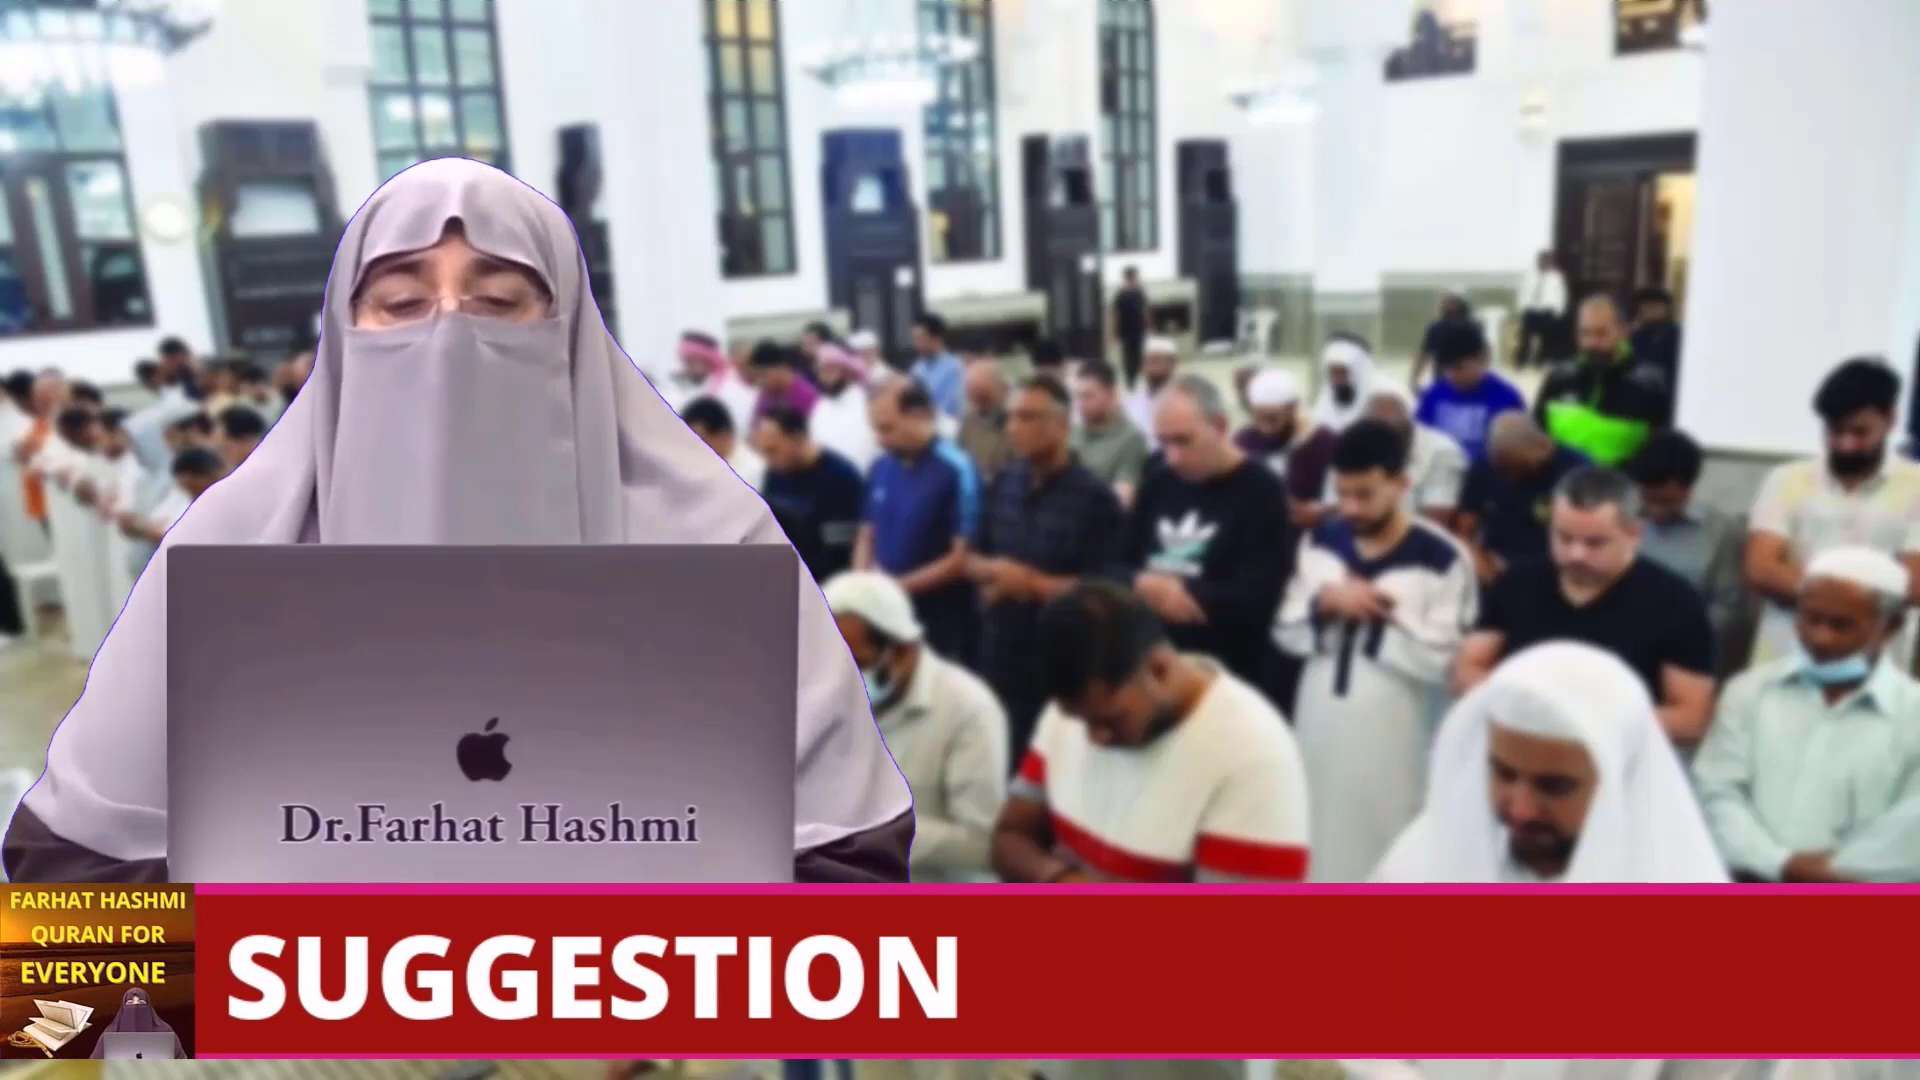 Dr.Farhat Hashmi
FARHAT HASHMI
QURAN FOR
EVERYONE
SUGGESTION